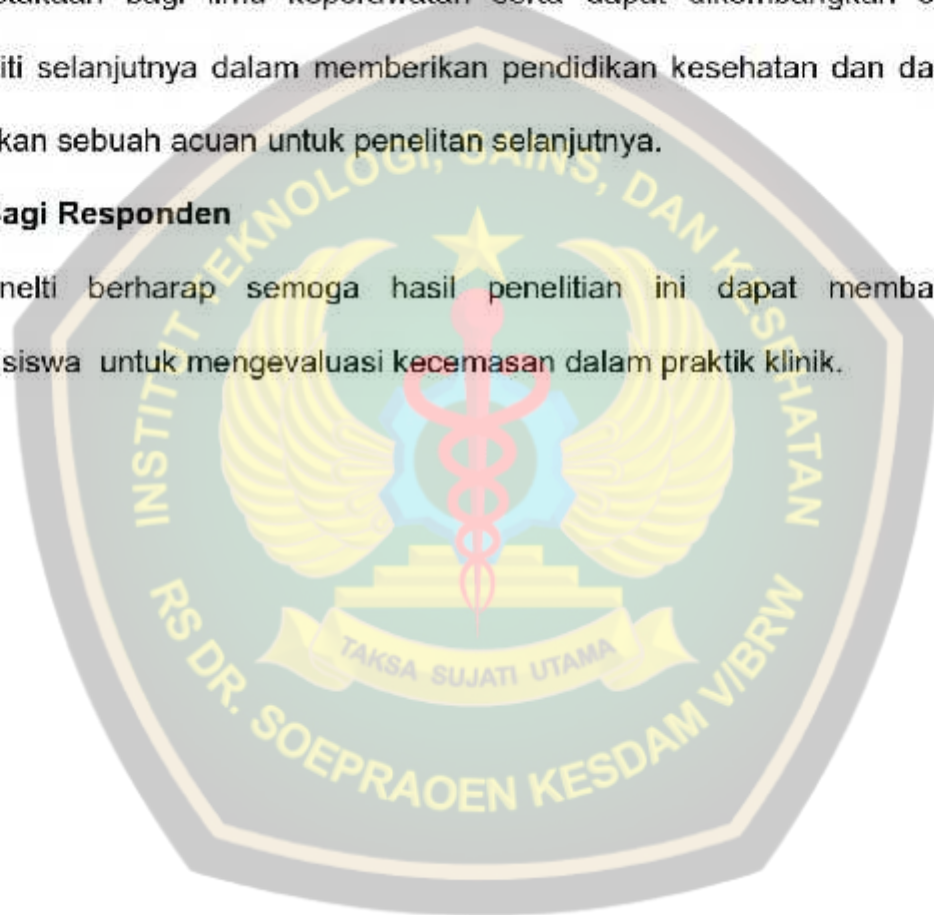 bagi ilmu keperawatan serta dapat dikembangkan
iti selanjutnya dalam memberikan pendidikan kesehatan dan da
kan sebuah acuan untuk penelitan selanjutnya.
Bagi Responden
nelti berharap semoga hasil penelitian ini dapat memba
siswa untuk mengevaluasi kecemasan dalam praktik klinik.
INSTITUT TEKNOLOGI, SAINS, DAN KESEHATAN
TAKSA SUJATI UTAMA
RS DR. SOEPRAOEN KESDAM V/BRW